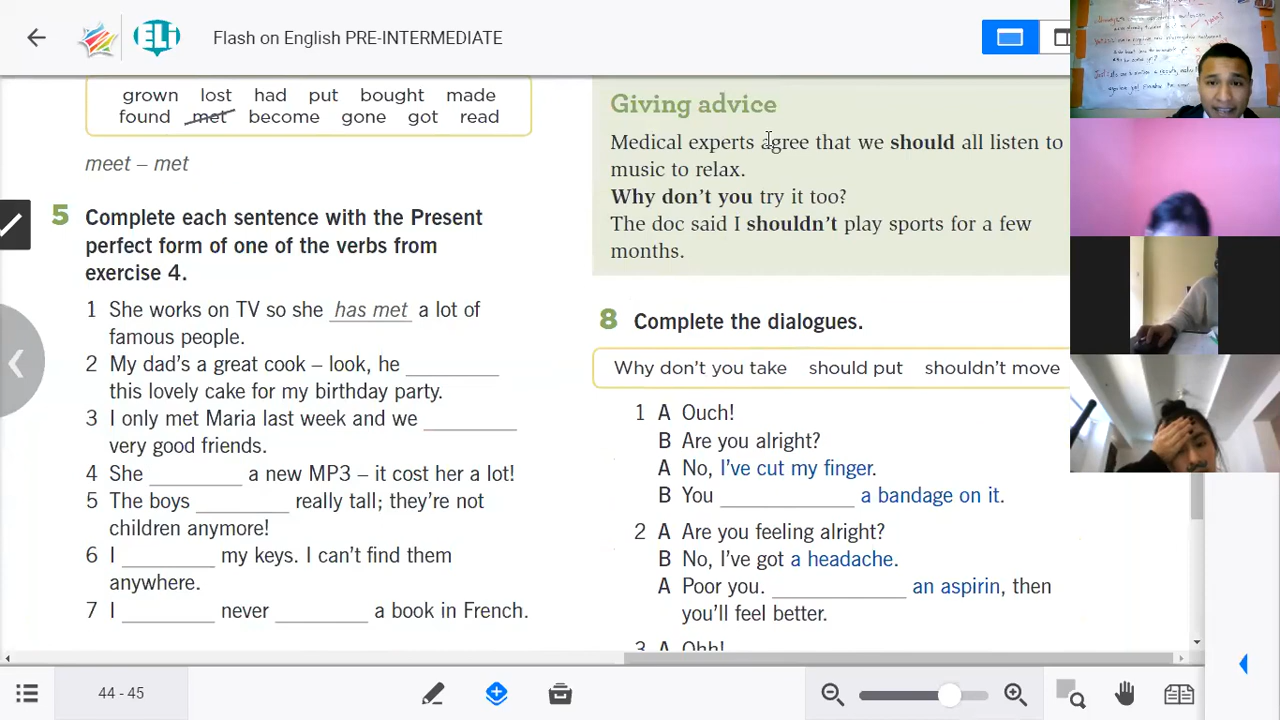 Flash on English PRE-INTERMEDIATE
ELi
grown lost had put bought made
found met become gone got read
meet – met
5 Complete each sentence with the Present
perfect form of one of the verbs from
exercise 4.
1 She works on TV so she has met a lot of
famous people.
2 My dad's a great cook – look, he ________
this lovely cake for my birthday party.
3 I only met Maria last week and we ________
very good friends.
4 She ________ a new MP3 – it cost her a lot!
5 The boys ________ really tall; they're not
children anymore!
6 I ________ my keys. I can't find them
anywhere.
7 I ________ never ________ a book in French.
Giving advice
Medical experts agree that we should all listen to
music to relax.
Why don't you try it too?
The doc said I shouldn't play sports for a few
months.
8 Complete the dialogues.
Why don't you take should put shouldn't move
1 A Ouch!
B Are you alright?
A No, I've cut my finger.
B You ____________ a bandage on it.
2 A Are you feeling alright?
B No, I've got a headache.
A Poor you. ____________ an aspirin, then
you'll feel better.
3 A Ohh!
44 - 45